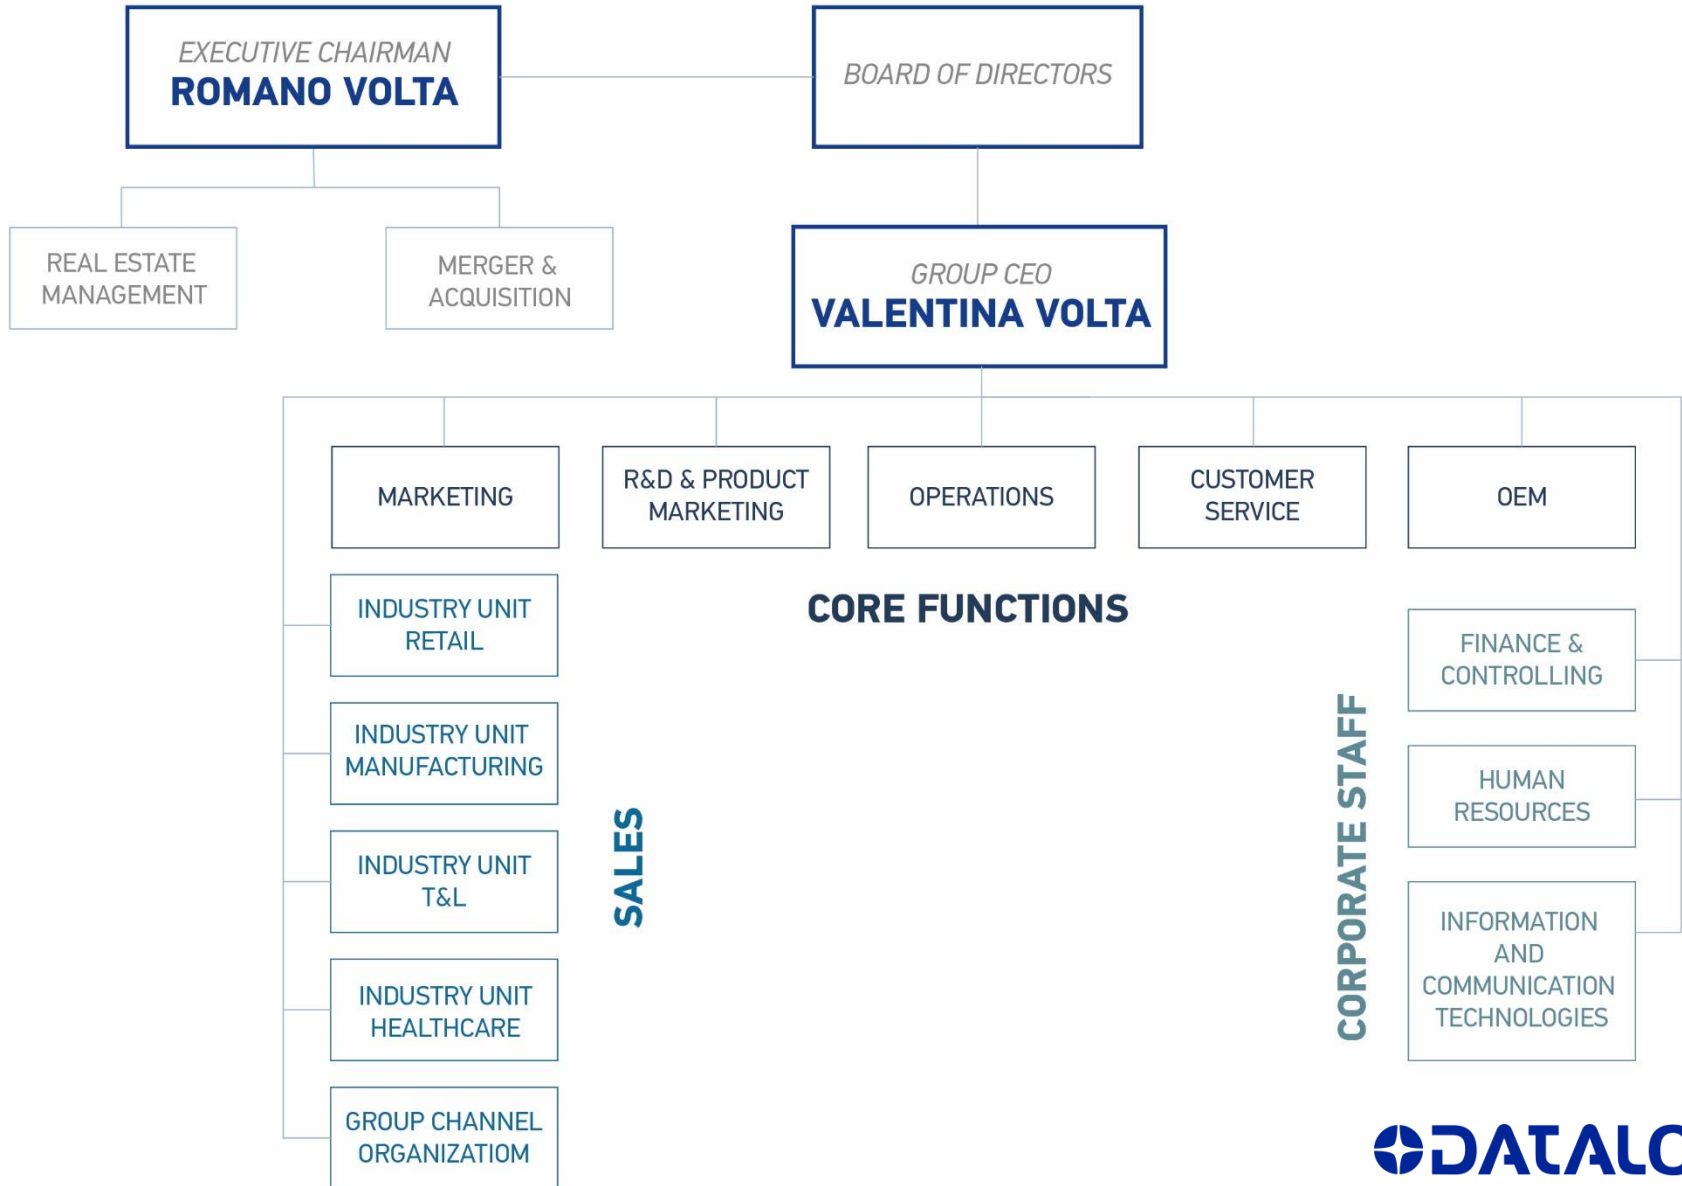 EXECUTIVE CHAIRMAN
ROMANO VOLTA
BOARD OF DIRECTORS
REAL ESTATE
MANAGEMENT
MERGER &
ACQUISITION
GROUP CEO
VALENTINA VOLTA
MARKETING
R&D & PRODUCT
MARKETING
OPERATIONS
CUSTOMER
SERVICE
OEM
CORE FUNCTIONS
INDUSTRY UNIT
RETAIL
INDUSTRY UNIT
MANUFACTURING
INDUSTRY UNIT
T&L
INDUSTRY UNIT
HEALTHCARE
GROUP CHANNEL
ORGANIZATIOM
SALES
CORPORATE STAFF
FINANCE &
CONTROLLING
HUMAN
RESOURCES
INFORMATION
AND
COMMUNICATION
TECHNOLOGIES
DATALO